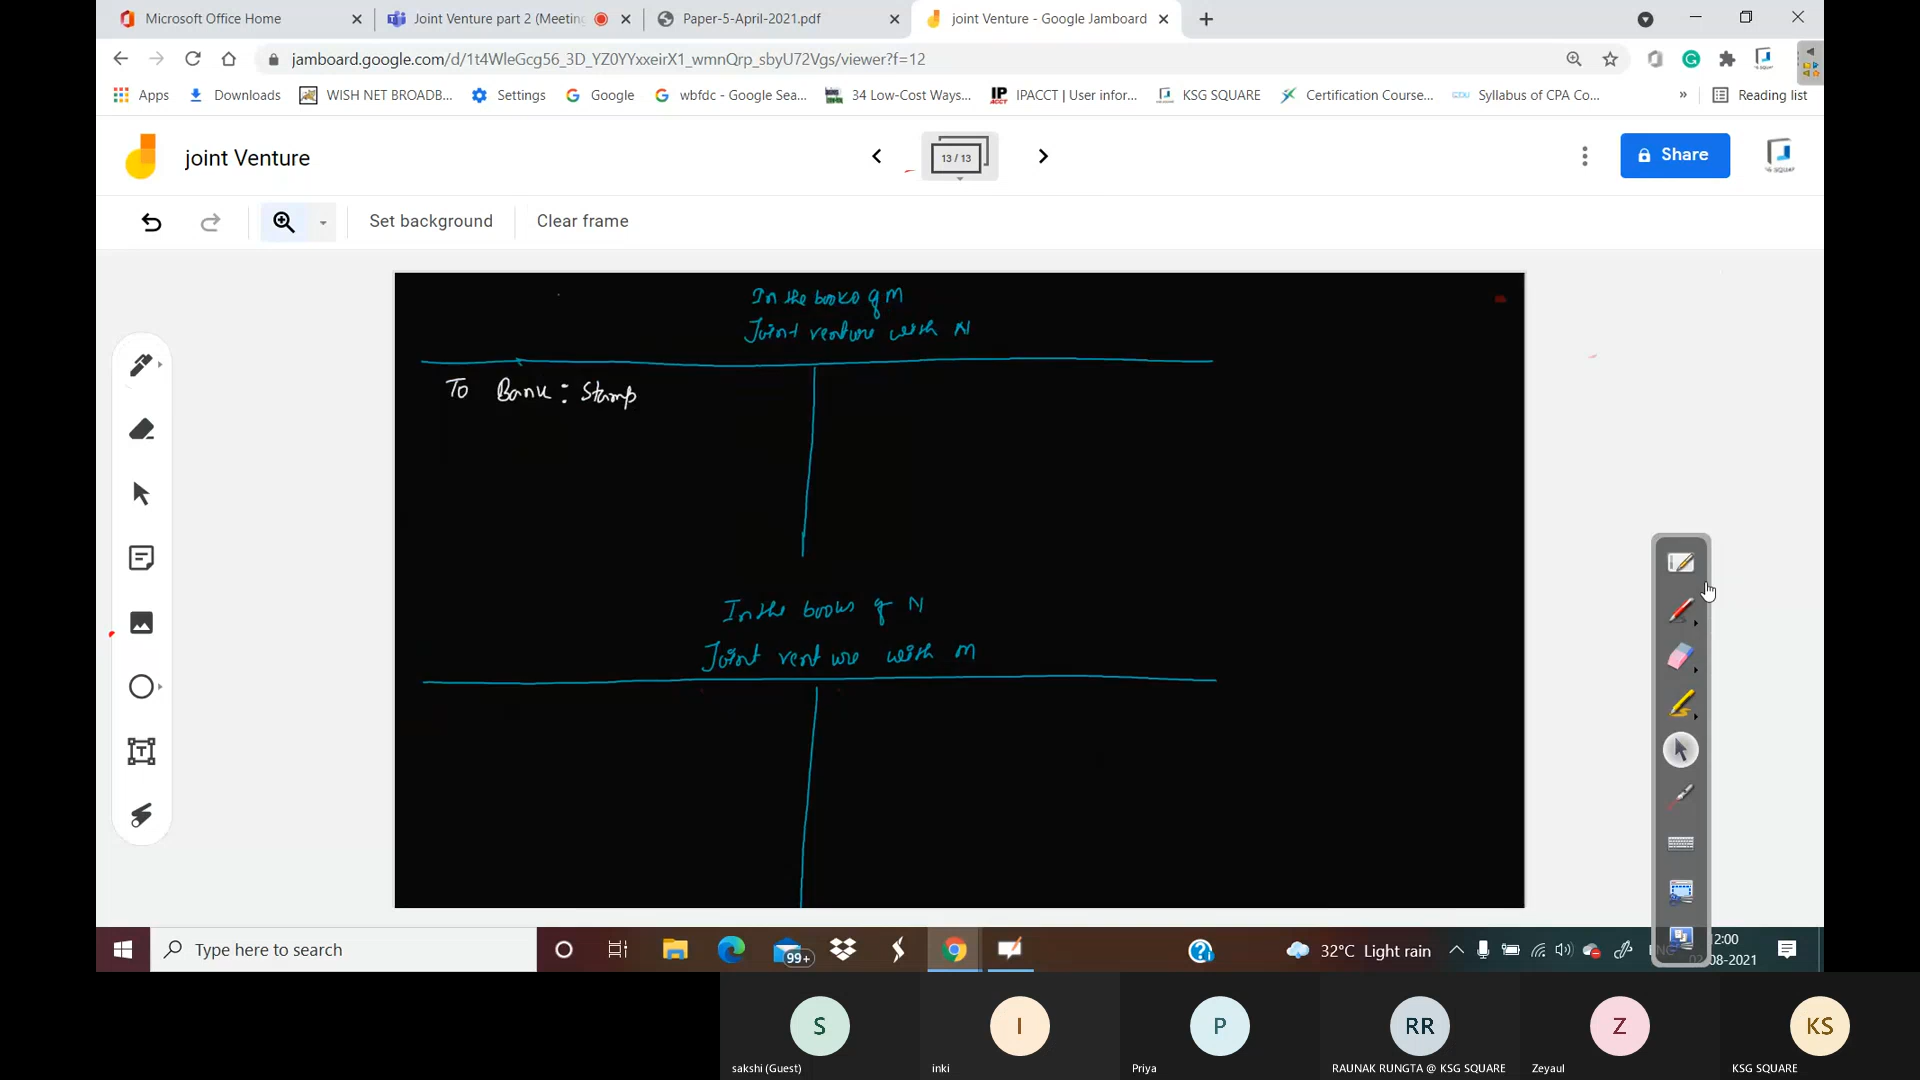 Microsoft Office Home
Joint Venture part 2 (Meeting
Paper-5-April-2021.pdf
joint Venture - Google Jamboard
jamboard.google.com/d/1t4WleGcg56_3D_YZ0YYxxeirX1_wmnQrp_sbyU72Vgs/viewer?f=12
Apps
Downloads
WISH NET BROADB...
Settings
Google
wbfdc - Google Sea...
34 Low-Cost Ways...
IP ACCT
IPACCT | User infor...
KSG SQUARE
Certification Course...
Syllabus of CPA Co...
»
Reading list
joint Venture
13 / 13
Share
Set background
Clear frame
In the books of M
Joint venture with N
To Bank : Stamp
In the books of N
Joint venture with M
Type here to search
99+
32°C Light rain
12:00
08-2021
S
I
P
RR
Z
KS
sakshi (Guest)
inki
Priya
RAUNAK RUNGTA @ KSG SQUARE
Zeyaul
KSG SQUARE